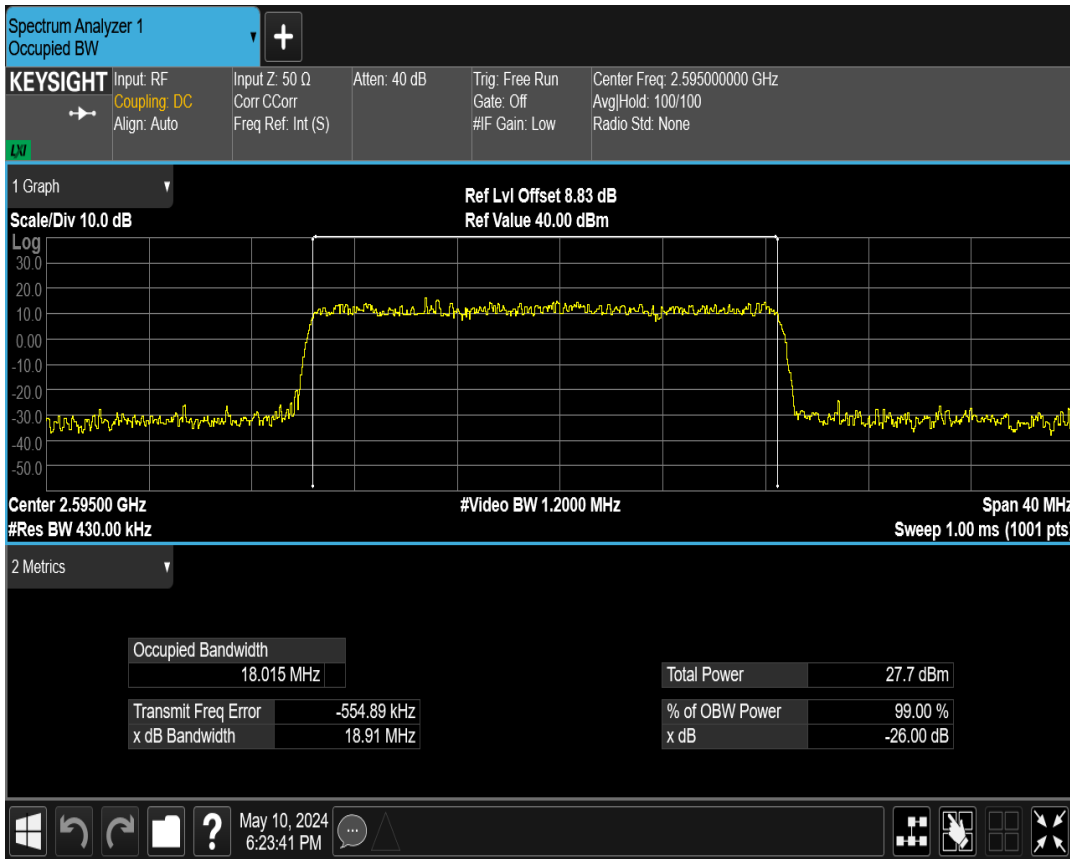 Spectrum Analyzer 1
Occupied BW
+
KEYSIGHT Input: RF Input Z: 50 Ω Atten: 40 dB Trig: Free Run Center Freq: 2.595000000 GHz
Coupling: DC Corr CCorr Gate: Off Avg|Hold: 100/100
Align: Auto Freq Ref: Int (S) #IF Gain: Low Radio Std: None
LXI
1 Graph
Ref Lvl Offset 8.83 dB
Scale/Div 10.0 dB Ref Value 40.00 dBm
Log
30.0
20.0
10.0
0.00
-10.0
-20.0
-30.0
-40.0
-50.0
Center 2.59500 GHz #Video BW 1.2000 MHz Span 40 MHz
#Res BW 430.00 kHz Sweep 1.00 ms (1001 pts)
2 Metrics
Occupied Bandwidth
18.015 MHz Total Power 27.7 dBm
Transmit Freq Error -554.89 kHz % of OBW Power 99.00 %
x dB Bandwidth 18.91 MHz x dB -26.00 dB
? May 10, 2024
6:23:41 PM